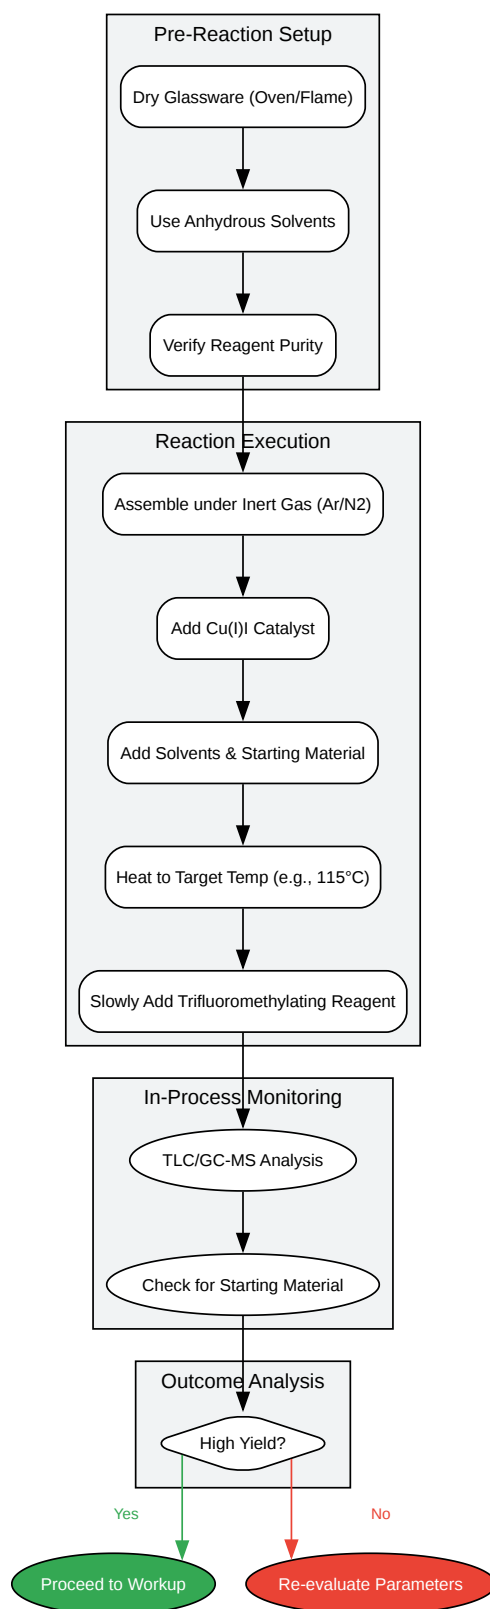 Pre-Reaction Setup
Dry Glassware (Oven/Flame)
Use Anhydrous Solvents
Verify Reagent Purity
Reaction Execution
Assemble under Inert Gas (Ar/N2)
Add Cu(I)I Catalyst
Add Solvents & Starting Material
Heat to Target Temp (e.g., 115°C)
Slowly Add Trifluoromethylating Reagent
In-Process Monitoring
TLC/GC-MS Analysis
Check for Starting Material
Outcome Analysis
High Yield?
Yes
No
Proceed to Workup
Re-evaluate Parameters